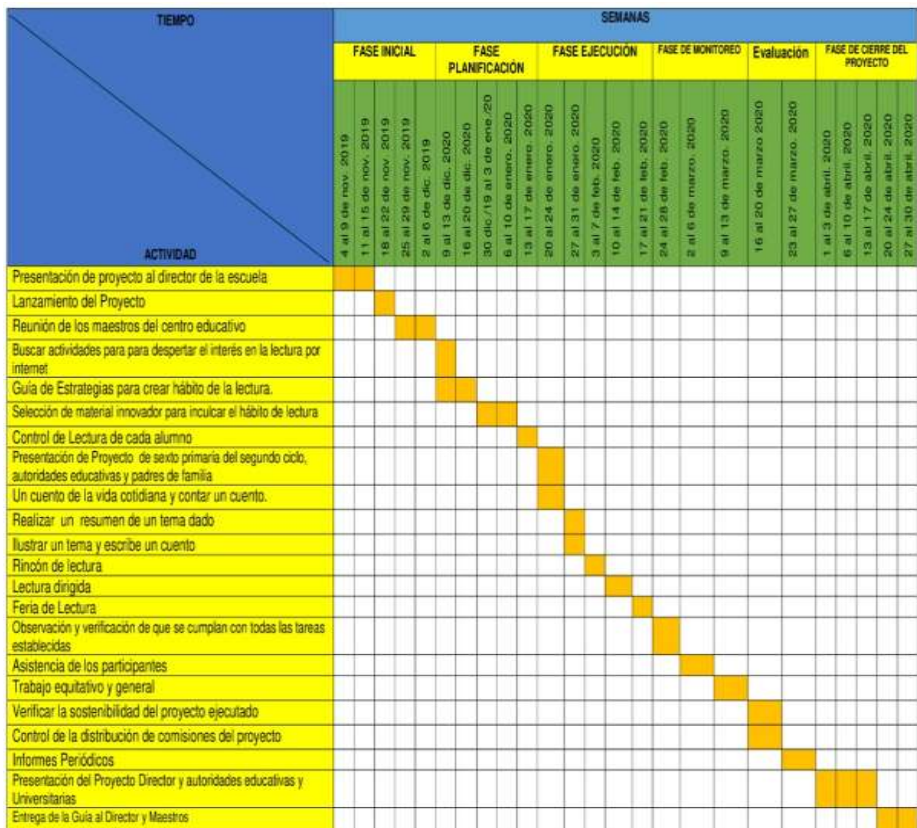 TIEMPO
SEMANAS
FASE INICIAL
FASE
PLANIFICACIÓN
FASE EJECUCIÓN
FASE DE MONITOREO
Evaluación
FASE DE CIERRE DEL
PROYECTO
4 al 9 de nov. 2019
11 al 15 de nov. 2019
18 al 22 de nov. 2019
25 al 29 de nov. 2019
2 al 6 de dic. 2019
9 al 13 de dic. 2020
16 al 20 de dic. 2020
30 dic /19 al 3 de ene /20
6 al 10 de enero. 2020
13 al 17 de enero. 2020
20 al 24 de enero. 2020
27 al 31 de enero. 2020
3 al 7 de feb. 2020
10 al 14 de feb. 2020
17 al 21 de feb. 2020
24 al 28 de feb. 2020
2 al 6 de marzo. 2020
9 al 13 de marzo. 2020
16 al 20 de marzo 2020
23 al 27 de marzo. 2020
1 al 3 de abril. 2020
6 al 10 de abril. 2020
13 al 17 de abril. 2020
20 al 24 de abril. 2020
27 al 30 de abril. 2020
ACTIVIDAD
Presentación de proyecto al director de la escuela
Lanzamiento del Proyecto
Reunión de los maestros del centro educativo
Buscar actividades para para despertar el interés en la lectura por
internet
Guía de Estrategias para crear hábito de la lectura.
Selección de material innovador para inculcar el hábito de lectura
Control de Lectura de cada alumno
Presentación de Proyecto de sexto primaria del segundo ciclo,
autoridades educativas y padres de familia
Un cuento de la vida cotidiana y contar un cuento.
Realizar un resumen de un tema dado
Ilustrar un tema y escribe un cuento
Rincón de lectura
Lectura dirigida
Feria de Lectura
Observación y verificación de que se cumplan con todas las tareas
establecidas
Asistencia de los participantes
Trabajo equitativo y general
Verificar la sostenibilidad del proyecto ejecutado
Control de la distribución de comisiones del proyecto
Informes Periódicos
Presentación del Proyecto Director y autoridades educativas y
Universitarias
Entrega de la Guía al Director y Maestros